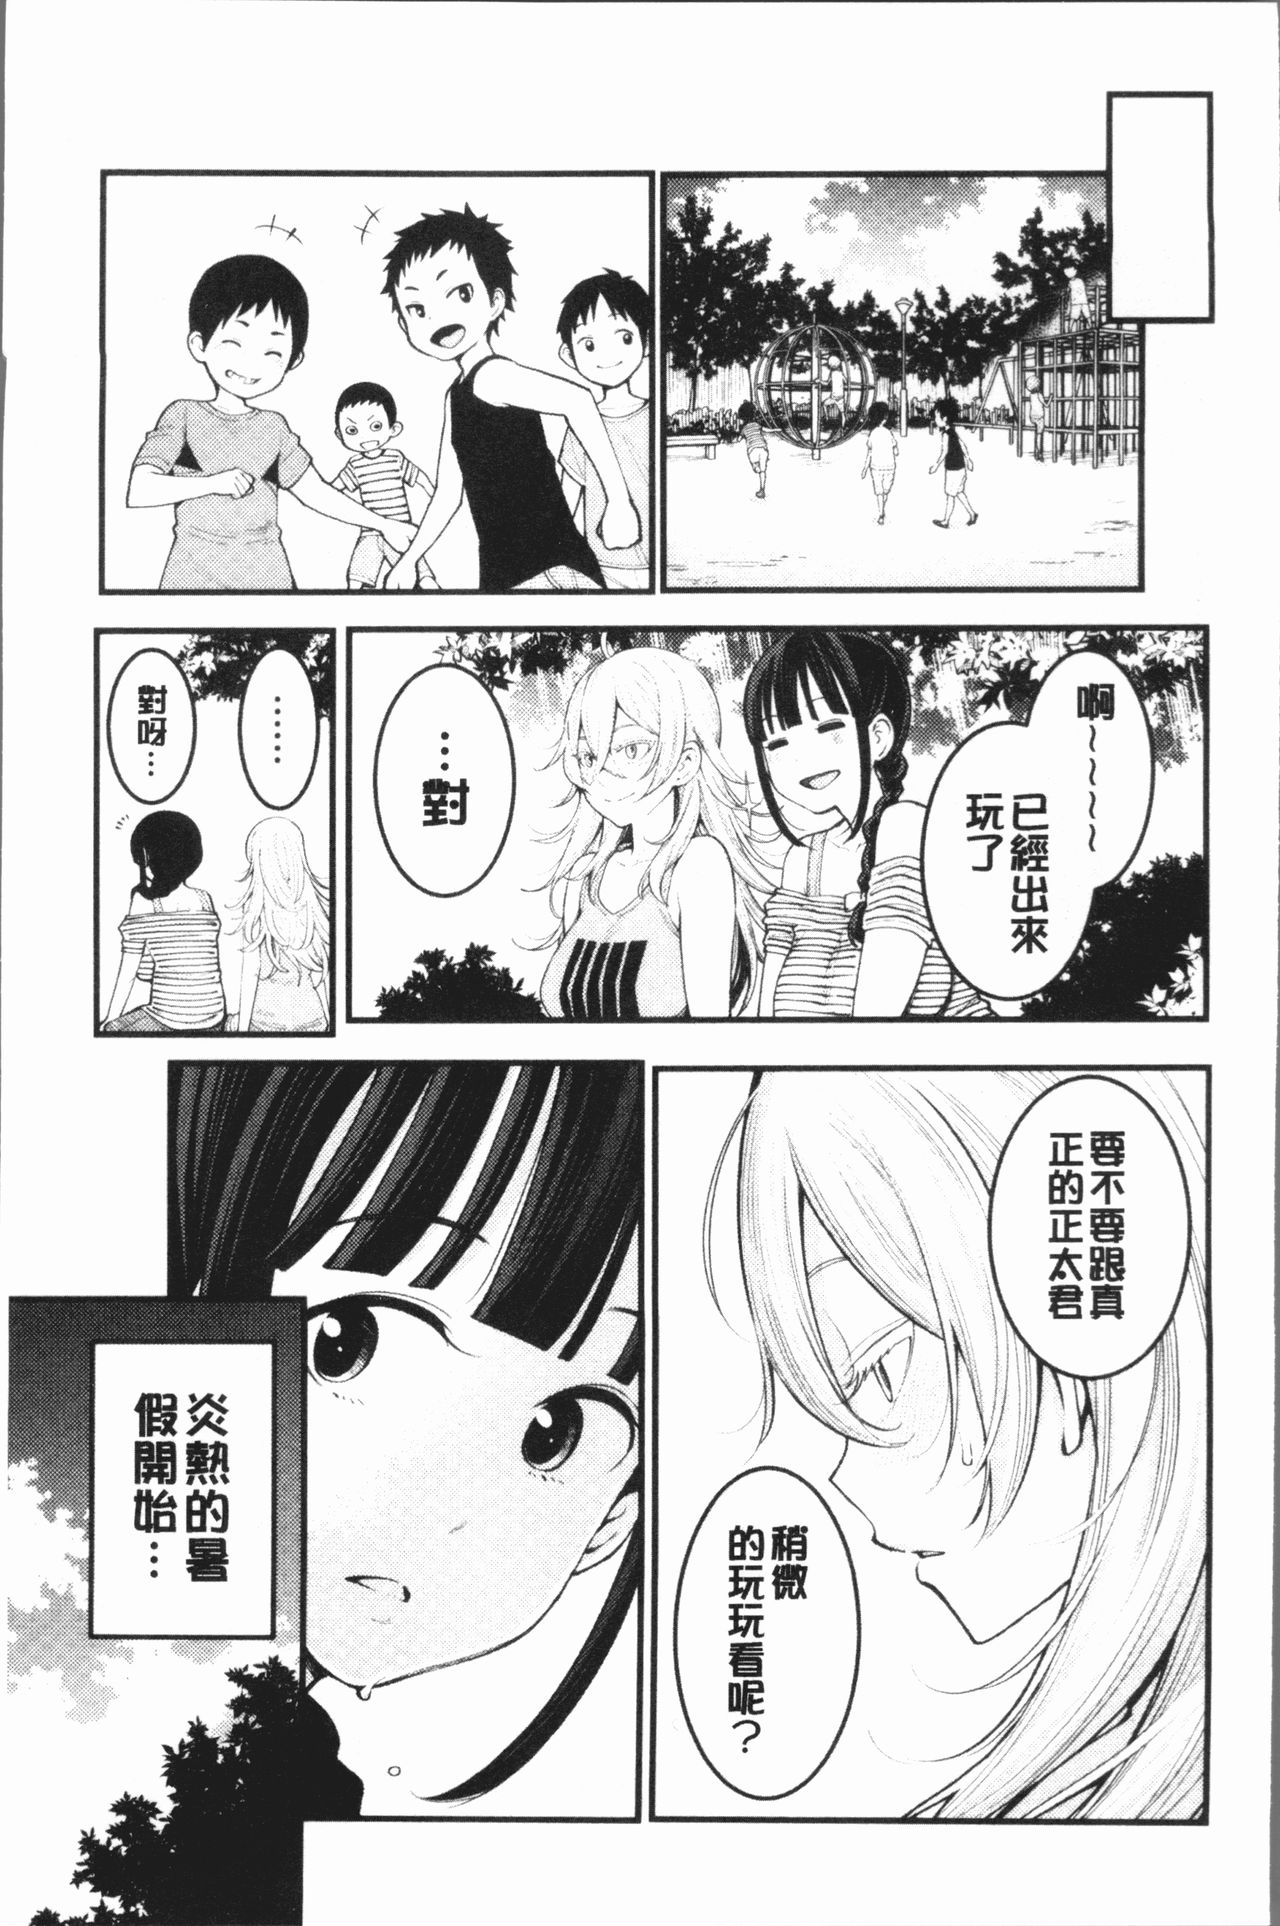 啊~~~~
已經出來
玩了
…對
……
對呀…
要不要跟真
正的正太君
稍微
的玩玩看呢？
炎熱的暑
假開始…